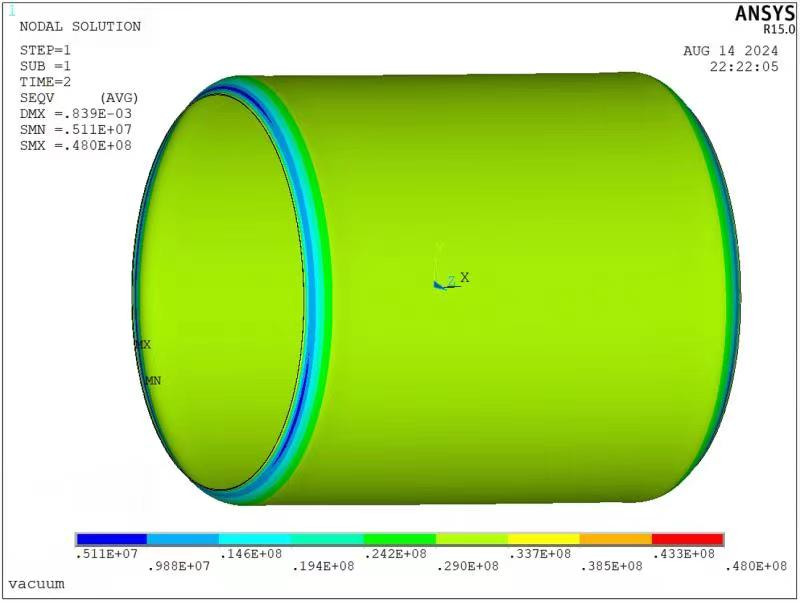 1
NODAL SOLUTION
STEP=1
SUB =1
TIME=2
SEQV (AVG)
DMX =.839E-03
SMN =.511E+07
SMX =.480E+08
ANSYS
R15.0
AUG 14 2024
22:22:05
Y
Z X
MX
MN
.511E+07 .146E+08 .242E+08 .337E+08 .433E+08
.988E+07 .194E+08 .290E+08 .385E+08 .480E+08
vacuum